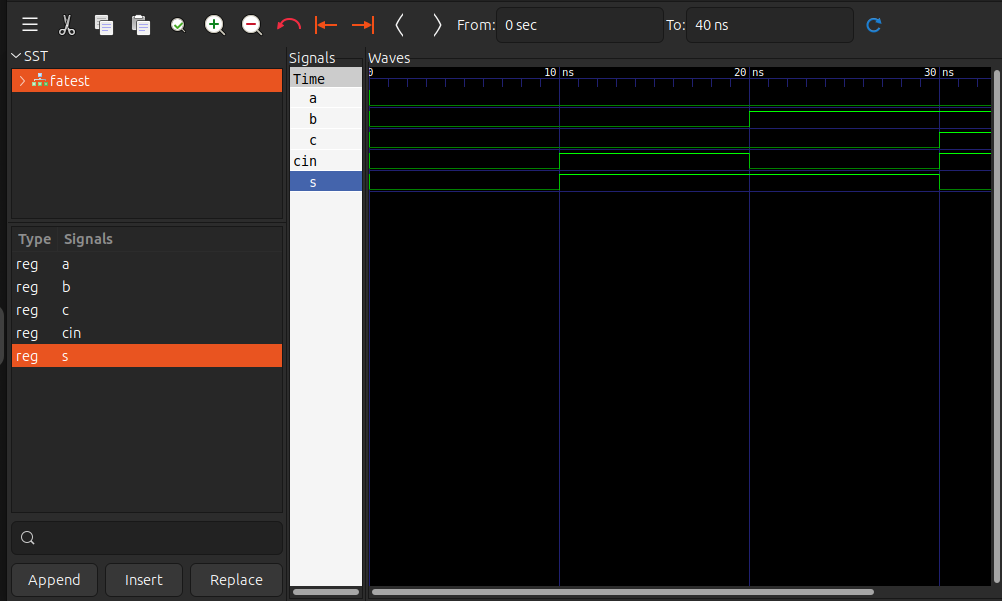 From: 0 sec To: 40 ns
SST
fatest
Type Signals
reg a
reg b
reg c
reg cin
reg s
Append Insert Replace
Signals
Time
a
b
c
cin
s
Waves
0 10 ns 20 ns 30 ns